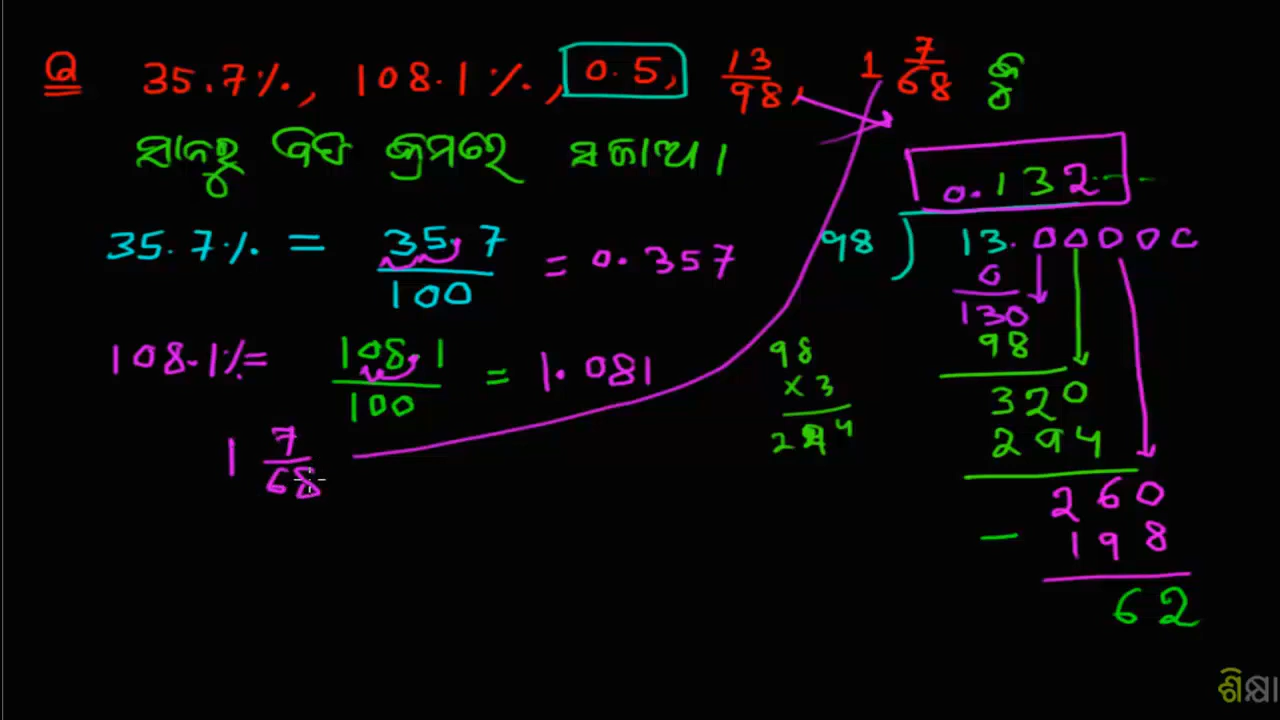 Q 35.7%, 108.1%, 0.5, 13/98, 1 7/68 କୁ
ସାନରୁ ବଡ଼ କ୍ରମରେ ସଜାଅ।
35.7% = 35.7/100 = 0.357
108.1% = 108.1/100 = 1.081
1 7/68
98
× 3
294
0.132...
98 ) 13.00000
0
130
98
320
294
260
- 198
62
ଶିକ୍ଷା